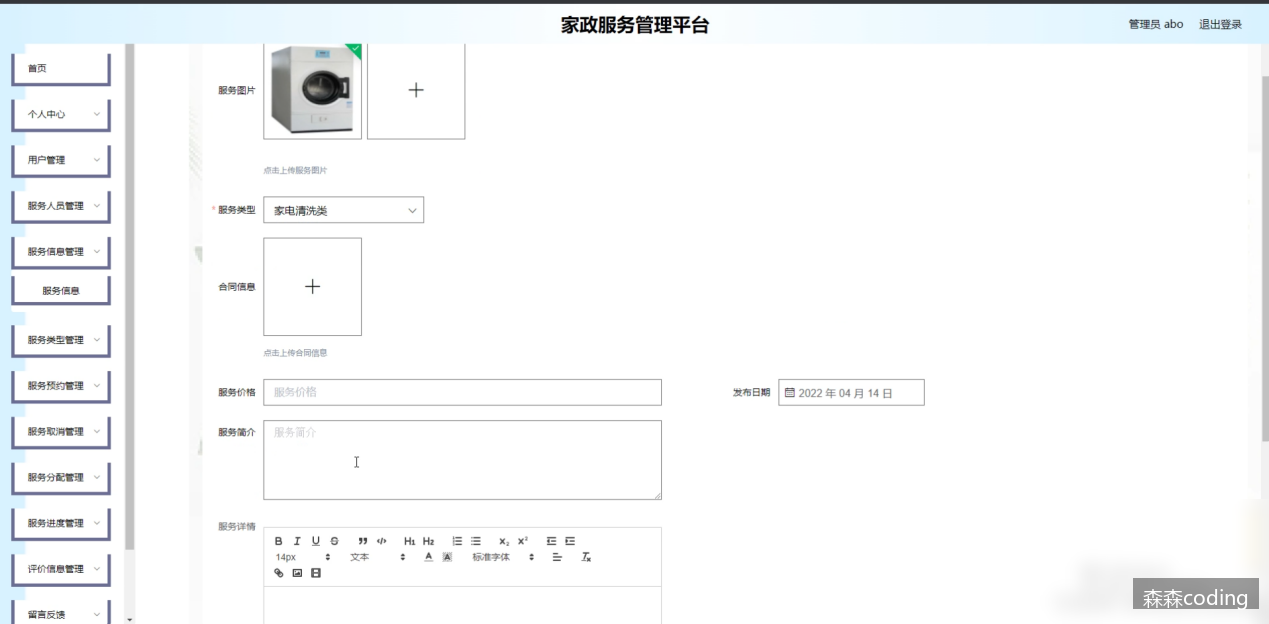 家政服务管理平台
管理员 abo
退出登录
首页
个人中心
用户管理
服务人员管理
服务信息管理
服务信息
服务类型管理
服务预约管理
服务取消管理
服务分配管理
服务进度管理
评价信息管理
留言反馈
服务图片
点击上传服务图片
* 服务类型
家电清洗类
合同信息
点击上传合同信息
服务价格
服务价格
发布日期
2022 年 04 月 14 日
服务简介
服务简介
服务详情
B I U S H1 H2 X2 X2
14px 文本 A A 标准字体 Tx
森森coding